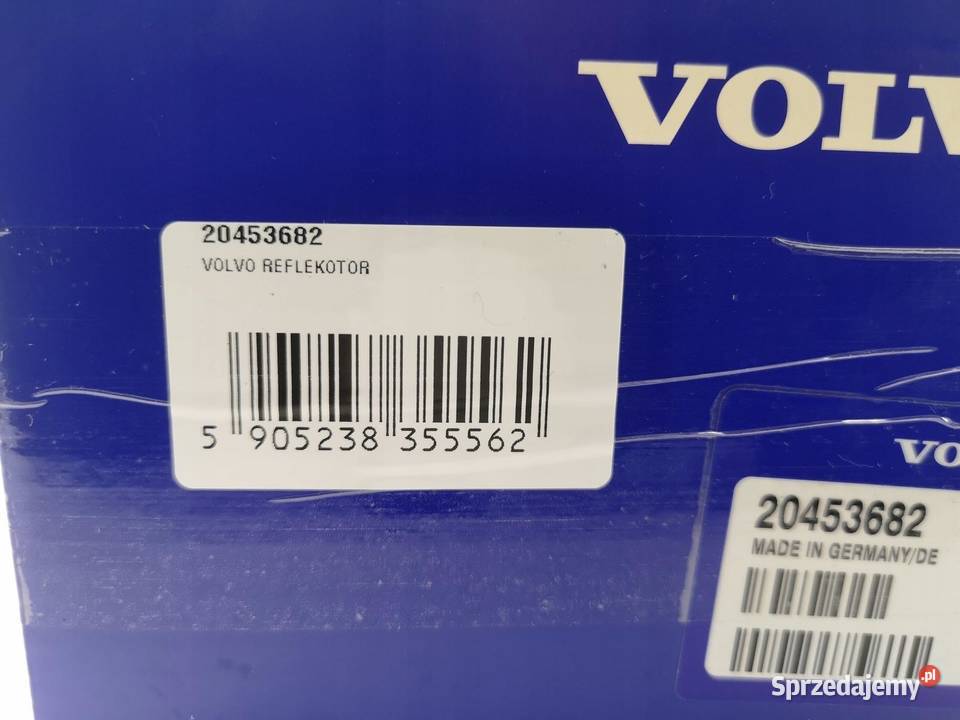 VOLV
20453682
VOLVO REFLEKOTOR
5 905238 355562
VO
20453682
MADE IN GERMANY/DE
Sprzedajemy.pl